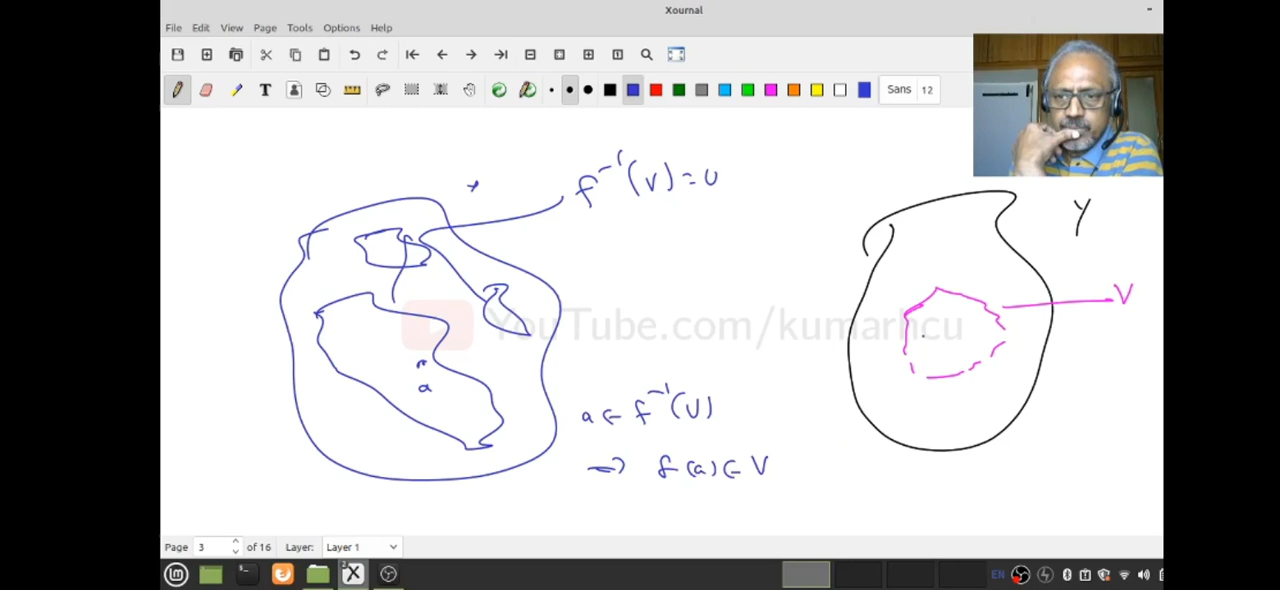 Xournal
File Edit View Page Tools Options Help
Sans 12
f⁻¹(V) = U
Y
V
YouTube.com/kumarhcu
a
a ∈ f⁻¹(V)
⇒ f(a) ∈ V
Page 3 of 16 Layer: Layer 1
EN